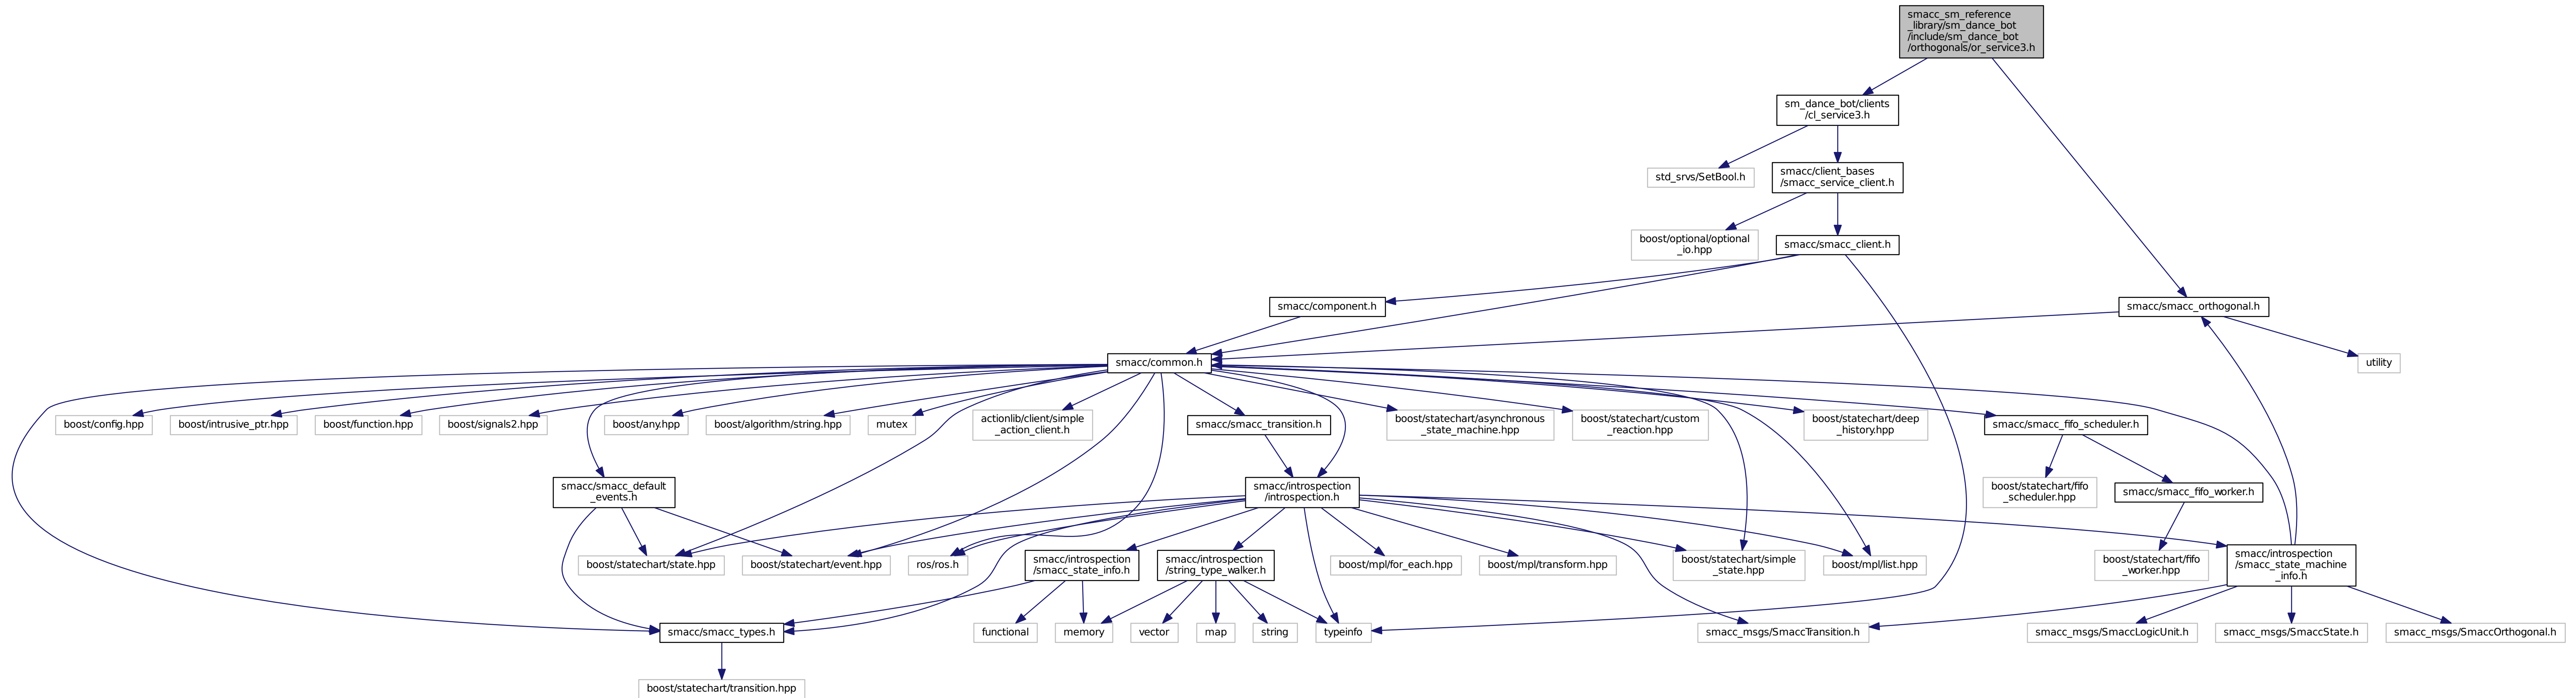 smacc_sm_reference
_library/sm_dance_bot
/include/sm_dance_bot
/orthogonals/or_service3.h
sm_dance_bot/clients
/cl_service3.h
std_srvs/SetBool.h
smacc/client_bases
/smacc_service_client.h
boost/optional/optional
_io.hpp
smacc/smacc_client.h
smacc/component.h
smacc/smacc_orthogonal.h
smacc/common.h
utility
boost/config.hpp
boost/intrusive_ptr.hpp
boost/function.hpp
boost/signals2.hpp
boost/any.hpp
boost/algorithm/string.hpp
mutex
actionlib/client/simple
_action_client.h
smacc/smacc_transition.h
boost/statechart/asynchronous
_state_machine.hpp
boost/statechart/custom
_reaction.hpp
boost/statechart/deep
_history.hpp
smacc/smacc_fifo_scheduler.h
smacc/smacc_default
_events.h
smacc/introspection
/introspection.h
boost/statechart/fifo
_scheduler.hpp
smacc/smacc_fifo_worker.h
boost/statechart/state.hpp
boost/statechart/event.hpp
ros/ros.h
smacc/introspection
/smacc_state_info.h
smacc/introspection
/string_type_walker.h
boost/mpl/for_each.hpp
boost/mpl/transform.hpp
boost/statechart/simple
_state.hpp
boost/mpl/list.hpp
boost/statechart/fifo
_worker.hpp
smacc/introspection
/smacc_state_machine
_info.h
smacc/smacc_types.h
functional
memory
vector
map
string
typeinfo
smacc_msgs/SmaccTransition.h
smacc_msgs/SmaccLogicUnit.h
smacc_msgs/SmaccState.h
smacc_msgs/SmaccOrthogonal.h
boost/statechart/transition.hpp